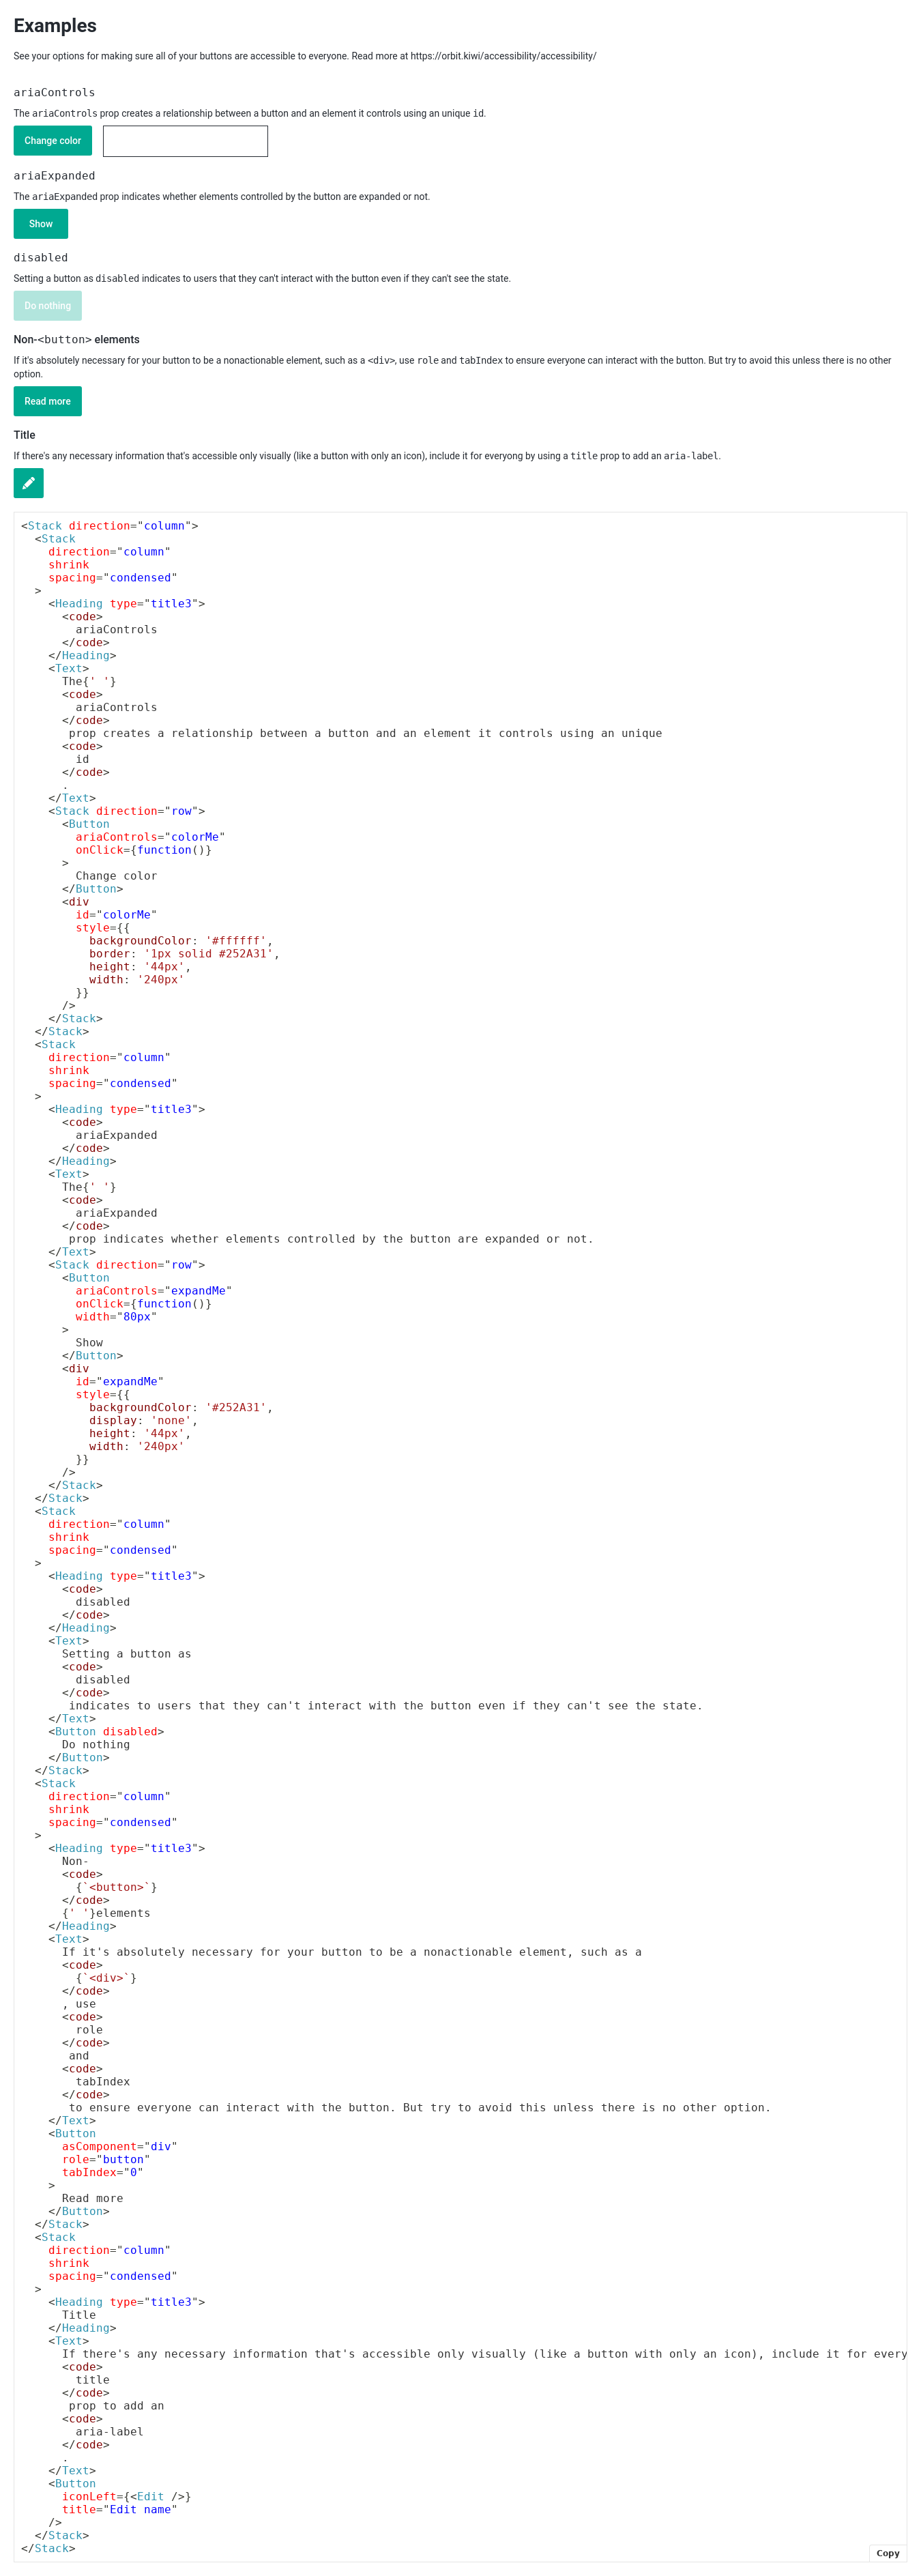 Examples
See your options for making sure all of your buttons are accessible to everyone. Read more at https://orbit.kiwi/accessibility/accessibility/
ariaControls
The ariaControls prop creates a relationship between a button and an element it controls using an unique id.
Change color
ariaExpanded
The ariaExpanded prop indicates whether elements controlled by the button are expanded or not.
Show
disabled
Setting a button as disabled indicates to users that they can't interact with the button even if they can't see the state.
Do nothing
Non-<button> elements
If it's absolutely necessary for your button to be a nonactionable element, such as a <div>, use role and tabIndex to ensure everyone can interact with the button. But try to avoid this unless there is no other
option.
Read more
Title
If there's any necessary information that's accessible only visually (like a button with only an icon), include it for everyong by using a title prop to add an aria-label.
<Stack direction="column">
  <Stack
    direction="column"
    shrink
    spacing="condensed"
  >
    <Heading type="title3">
      <code>
        ariaControls
      </code>
    </Heading>
    <Text>
      The{' '}
      <code>
        ariaControls
      </code>
       prop creates a relationship between a button and an element it controls using an unique
      <code>
        id
      </code>
      .
    </Text>
    <Stack direction="row">
      <Button
        ariaControls="colorMe"
        onClick={function()}
      >
        Change color
      </Button>
      <div
        id="colorMe"
        style={{
          backgroundColor: '#ffffff',
          border: '1px solid #252A31',
          height: '44px',
          width: '240px'
        }}
      />
    </Stack>
  </Stack>
  <Stack
    direction="column"
    shrink
    spacing="condensed"
  >
    <Heading type="title3">
      <code>
        ariaExpanded
      </code>
    </Heading>
    <Text>
      The{' '}
      <code>
        ariaExpanded
      </code>
       prop indicates whether elements controlled by the button are expanded or not.
    </Text>
    <Stack direction="row">
      <Button
        ariaControls="expandMe"
        onClick={function()}
        width="80px"
      >
        Show
      </Button>
      <div
        id="expandMe"
        style={{
          backgroundColor: '#252A31',
          display: 'none',
          height: '44px',
          width: '240px'
        }}
      />
    </Stack>
  </Stack>
  <Stack
    direction="column"
    shrink
    spacing="condensed"
  >
    <Heading type="title3">
      <code>
        disabled
      </code>
    </Heading>
    <Text>
      Setting a button as
      <code>
        disabled
      </code>
       indicates to users that they can't interact with the button even if they can't see the state.
    </Text>
    <Button disabled>
      Do nothing
    </Button>
  </Stack>
  <Stack
    direction="column"
    shrink
    spacing="condensed"
  >
    <Heading type="title3">
      Non-
      <code>
        {`<button>`}
      </code>
      {' '}elements
    </Heading>
    <Text>
      If it's absolutely necessary for your button to be a nonactionable element, such as a
      <code>
        {`<div>`}
      </code>
      , use
      <code>
        role
      </code>
       and
      <code>
        tabIndex
      </code>
       to ensure everyone can interact with the button. But try to avoid this unless there is no other option.
    </Text>
    <Button
      asComponent="div"
      role="button"
      tabIndex="0"
    >
      Read more
    </Button>
  </Stack>
  <Stack
    direction="column"
    shrink
    spacing="condensed"
  >
    <Heading type="title3">
      Title
    </Heading>
    <Text>
      If there's any necessary information that's accessible only visually (like a button with only an icon), include it for every
      <code>
        title
      </code>
       prop to add an
      <code>
        aria-label
      </code>
      .
    </Text>
    <Button
      iconLeft={<Edit />}
      title="Edit name"
    />
  </Stack>
</Stack>
Copy